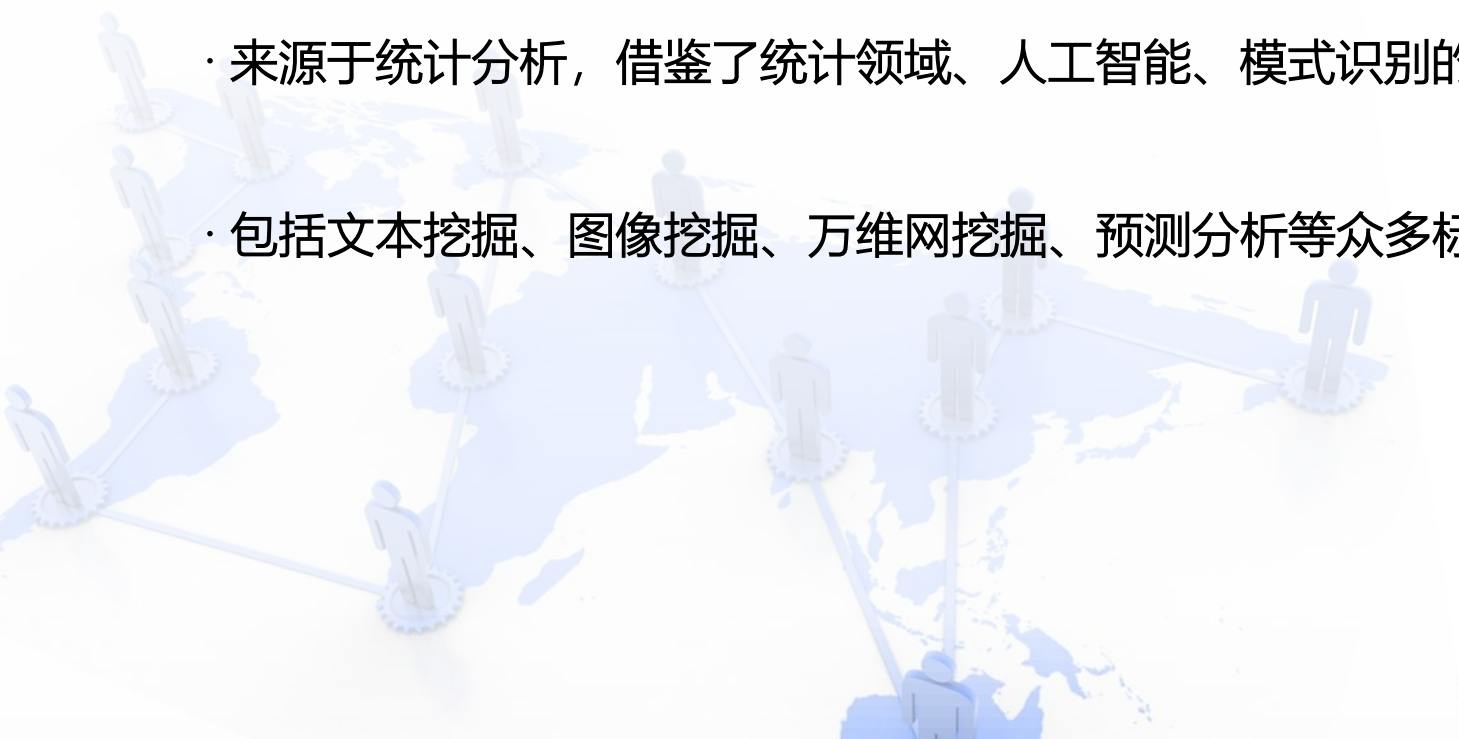 · 来源于统计分析，借鉴了统计领域、人工智能、模式识别的
· 包括文本挖掘、图像挖掘、万维网挖掘、预测分析等众多标